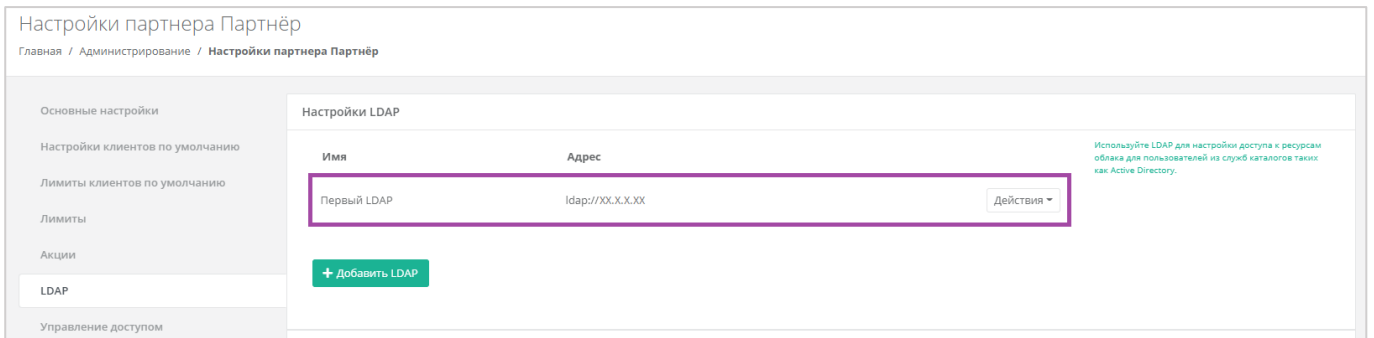 Настройки партнера Партнёр
Главная / Администрирование / Настройки партнера Партнёр
Основные настройки
Настройки клиентов по умолчанию
Лимиты клиентов по умолчанию
Лимиты
Акции
LDAP
Управление доступом
Настройки LDAP
Имя Адрес
Первый LDAP ldap://XX.X.X.XX Действия
+ Добавить LDAP
Используйте LDAP для настройки доступа к ресурсам
облака для пользователей из служб каталогов таких
как Active Directory.